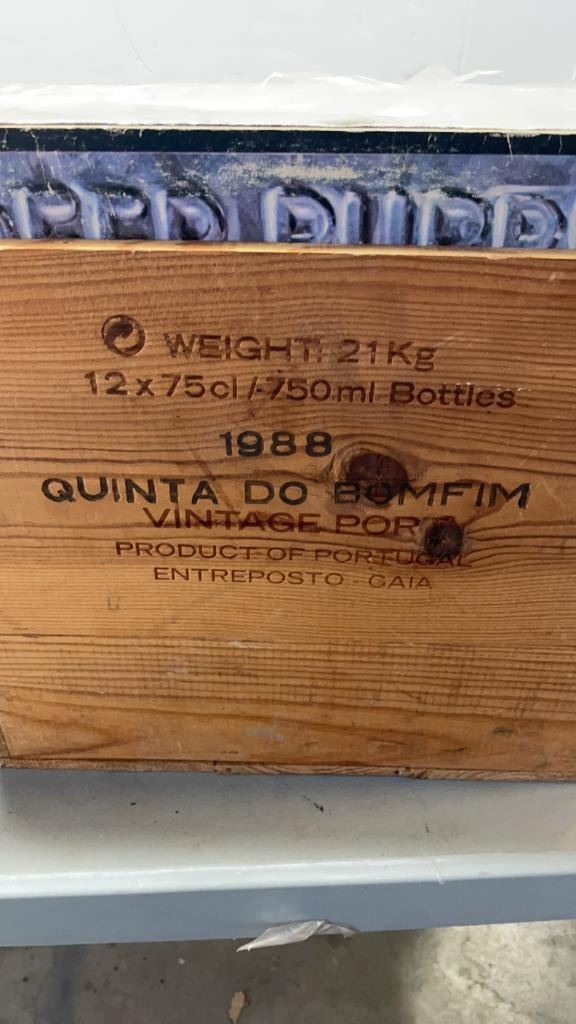 WEIGHT: 21Kg
12 x 75cl /-750ml Bottles
1988
QUINTA DO BOMFIM
VINTAGE PORT
PRODUCT OF PORTUGAL
ENTREPOSTO - GAIA